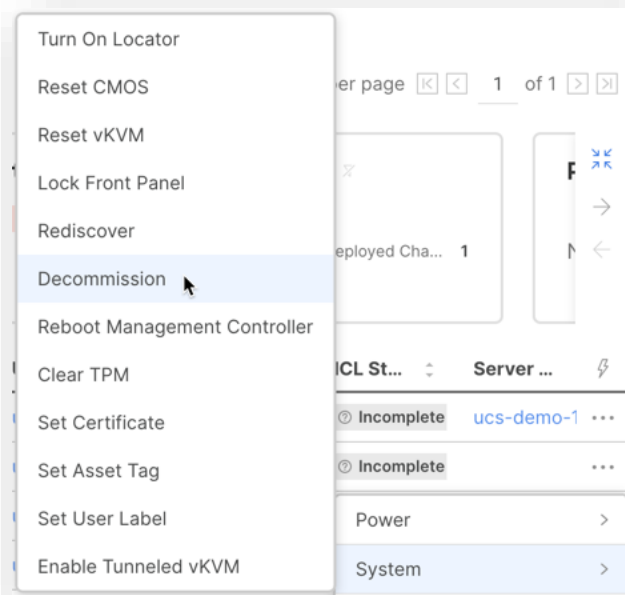 Turn On Locator
Reset CMOS
er page 1 of 1
Reset vKVM
Lock Front Panel
Rediscover
eployed Cha... 1
Decommission
Reboot Management Controller
CL St... Server ...
Clear TPM
Incomplete ucs-demo-1 ...
Set Certificate
Incomplete ...
Set Asset Tag
Set User Label
Power
Enable Tunneled vKVM
System